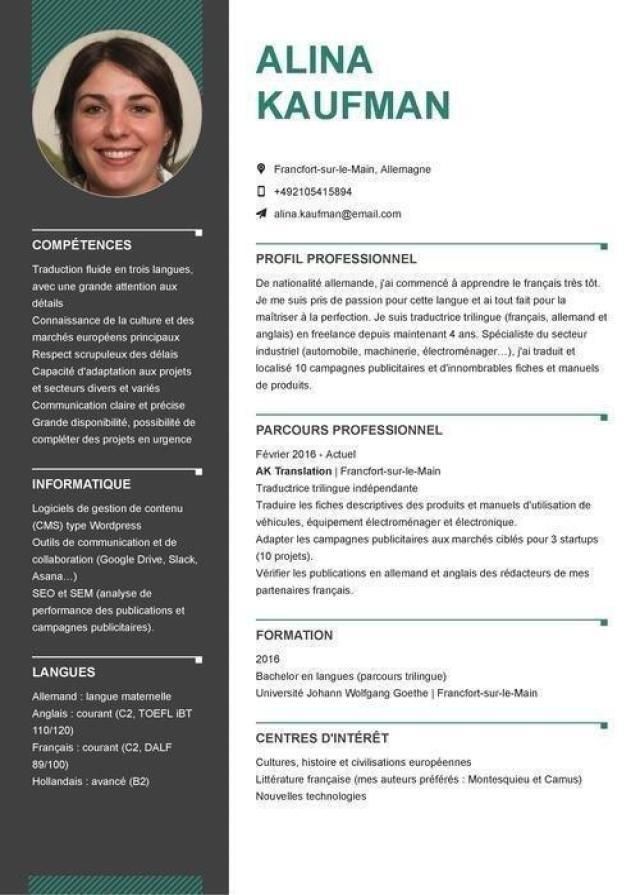 ALINA
KAUFMAN
Francfort-sur-le-Main, Allemagne
+492105415894
alina.kaufman@email.com
COMPÉTENCES
Traduction fluide en trois langues,
avec une grande attention aux
détails
Connaissance de la culture et des
marchés européens principaux
Respect scrupuleux des délais
Capacité d'adaptation aux projets
et secteurs divers et variés
Communication claire et précise
Grande disponibilité, possibilité de
compléter des projets en urgence
INFORMATIQUE
Logiciels de gestion de contenu
(CMS) type Wordpress
Outils de communication et de
collaboration (Google Drive, Slack,
Asana…)
SEO et SEM (analyse de
performance des publications et
campagnes publicitaires).
LANGUES
Allemand : langue maternelle
Anglais : courant (C2, TOEFL iBT
110/120)
Français : courant (C2, DALF
89/100)
Hollandais : avancé (B2)
PROFIL PROFESSIONNEL
De nationalité allemande, j'ai commencé à apprendre le français très tôt.
Je me suis pris de passion pour cette langue et ai tout fait pour la
maîtriser à la perfection. Je suis traductrice trilingue (français, allemand et
anglais) en freelance depuis maintenant 4 ans. Spécialiste du secteur
industriel (automobile, machinerie, électroménager…), j'ai traduit et
localisé 10 campagnes publicitaires et d'innombrables fiches et manuels
de produits.
PARCOURS PROFESSIONNEL
Février 2016 - Actuel
AK Translation | Francfort-sur-le-Main
Traductrice trilingue indépendante
Traduire les fiches descriptives des produits et manuels d'utilisation de
véhicules, équipement électroménager et électronique.
Adapter les campagnes publicitaires aux marchés ciblés pour 3 startups
(10 projets).
Vérifier les publications en allemand et anglais des rédacteurs de mes
partenaires français.
FORMATION
2016
Bachelor en langues (parcours trilingue)
Université Johann Wolfgang Goethe | Francfort-sur-le-Main
CENTRES D'INTÉRÊT
Cultures, histoire et civilisations européennes
Littérature française (mes auteurs préférés : Montesquieu et Camus)
Nouvelles technologies